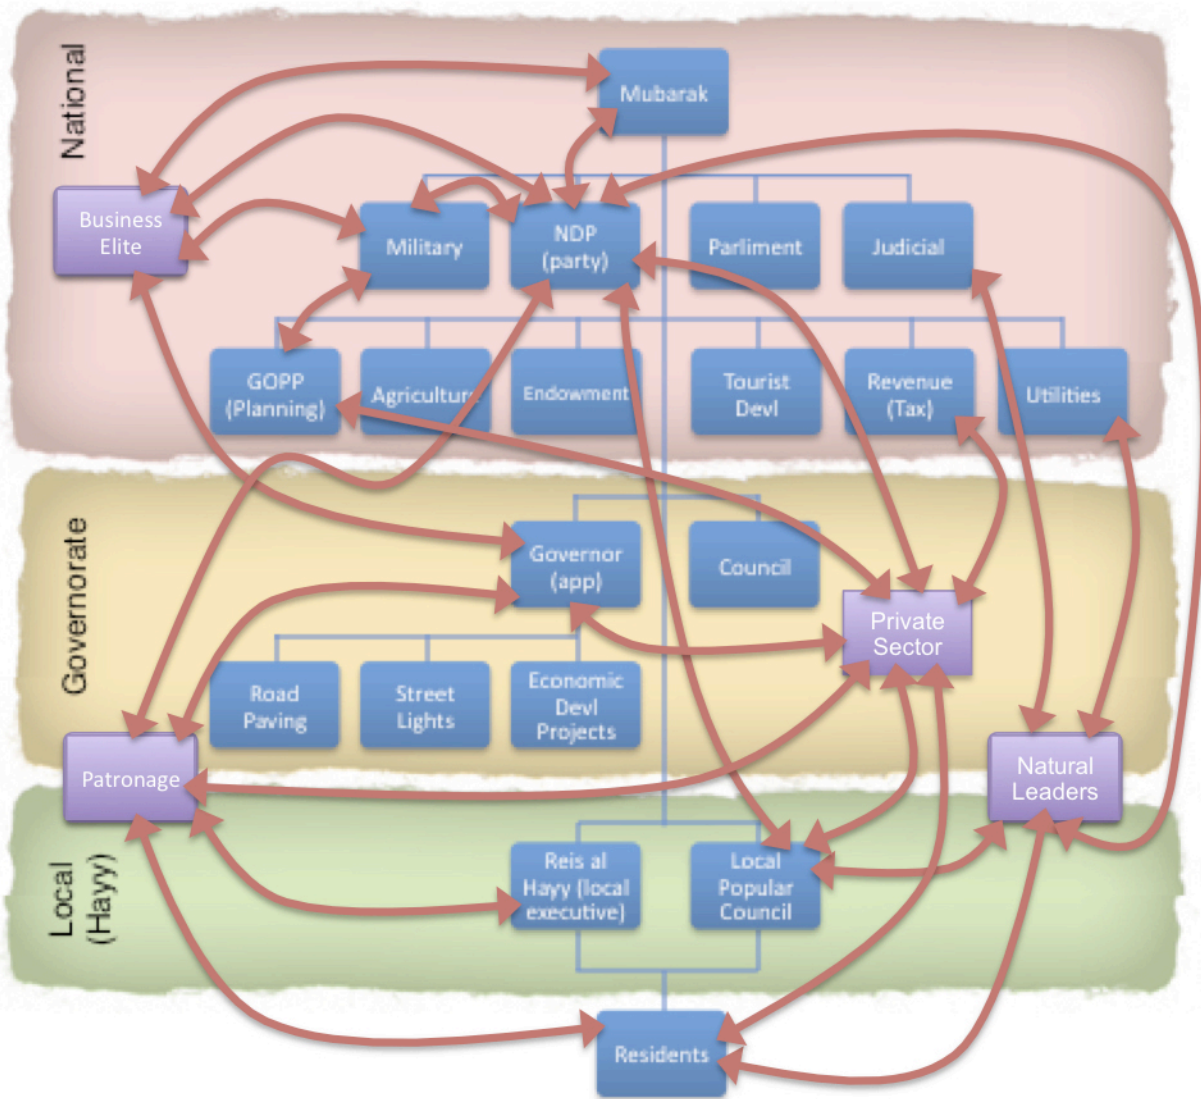 National
Mubarak
Business
Elite
Military
NDP
(party)
Parliment
Judicial
GOPP
(Planning)
Agriculture
Endowment
Tourist
Devl
Revenue
(Tax)
Utilities
Governorate
Governor
(app)
Council
Private
Sector
Road
Paving
Street
Lights
Economic
Devl
Projects
Patronage
Natural
Leaders
Local
(Hayy)
Reis al
Hayy (local
executive)
Local
Popular
Council
Residents